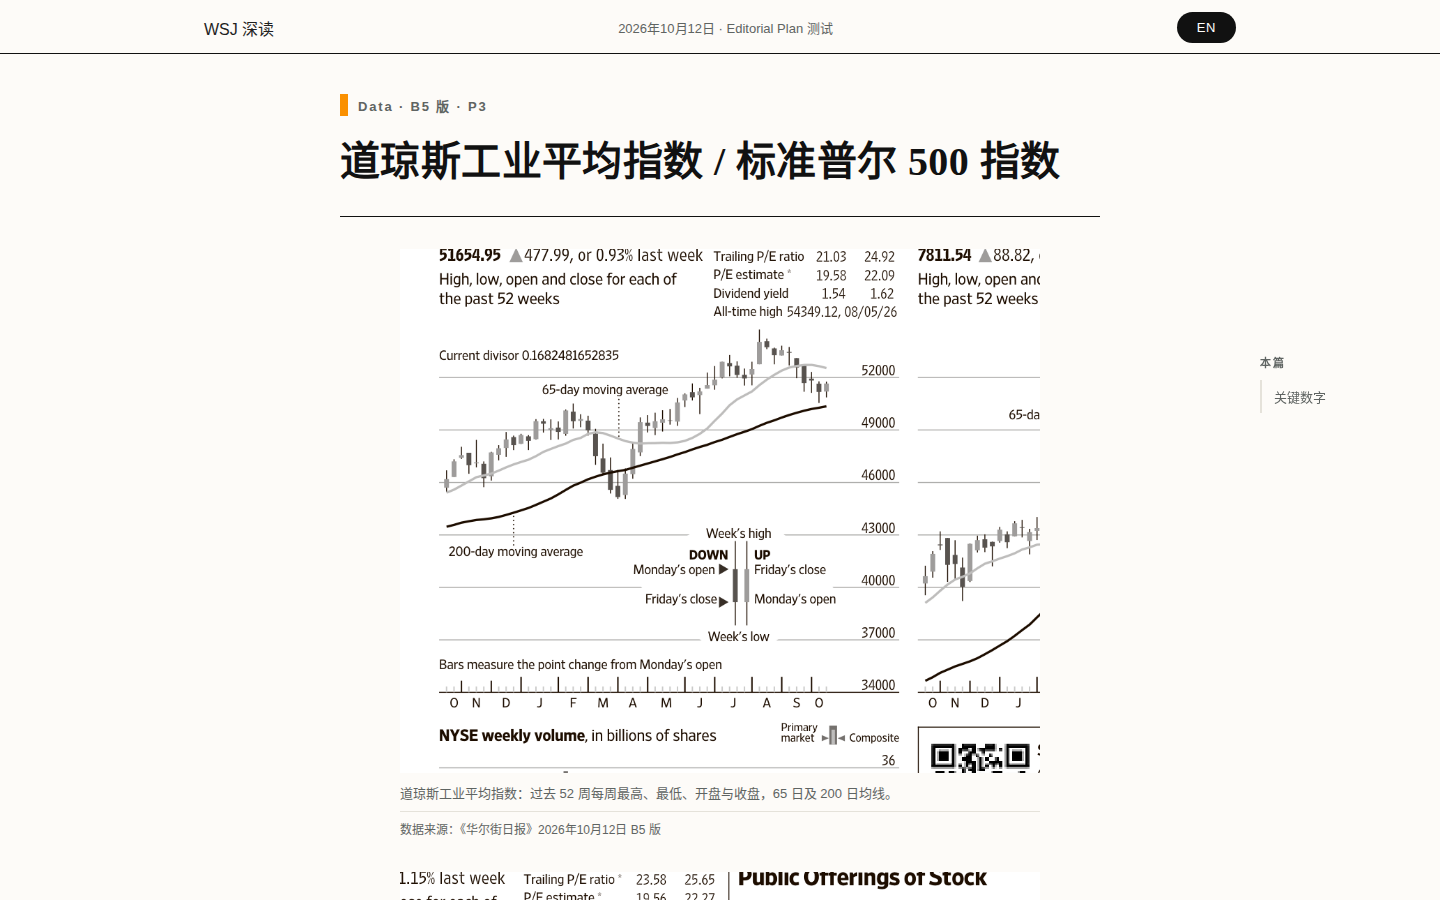 WSJ 深读
2026年10月12日 · Editorial Plan 测试
EN
Data · B5 版 · P3
道琼斯工业平均指数 / 标准普尔 500 指数
51654.95 ▲477.99, or 0.93% last week
High, low, open and close for each of
the past 52 weeks
Trailing P/E ratio 21.03 24.92
P/E estimate * 19.58 22.09
Dividend yield 1.54 1.62
All-time high 54349.12, 08/05/26
Current divisor 0.1682481652835
65-day moving average
200-day moving average
52000
49000
46000
43000
40000
37000
34000
Week's high
DOWN UP
Monday's open Friday's close
Friday's close Monday's open
Week's low
Bars measure the point change from Monday's open
O N D J F M A M J J A S O
NYSE weekly volume, in billions of shares
Primary
market
Composite
36
7811.54 ▲88.82,
High, low, open and
the past 52 weeks
65-da
O N D J
本篇
关键数字
道琼斯工业平均指数：过去 52 周每周最高、最低、开盘与收盘，65 日及 200 日均线。
数据来源：《华尔街日报》2026年10月12日 B5 版
1.15% last week
Trailing P/E ratio * 23.58 25.65
P/E estimate * 19.56 22.27
Public Offerings of Stock